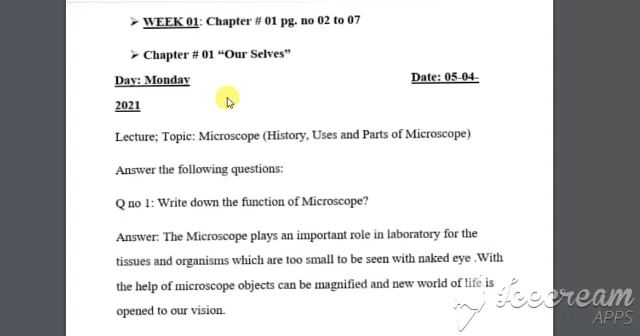 ➢ WEEK 01: Chapter # 01 pg. no 02 to 07
➢ Chapter # 01 “Our Selves”
Day: Monday Date: 05-04-
2021
Lecture; Topic: Microscope (History, Uses and Parts of Microscope)
Answer the following questions:
Q no 1: Write down the function of Microscope?
Answer: The Microscope plays an important role in laboratory for the
tissues and organisms which are too small to be seen with naked eye .With
the help of microscope objects can be magnified and new world of life is
opened to our vision.
Icecream
APPS